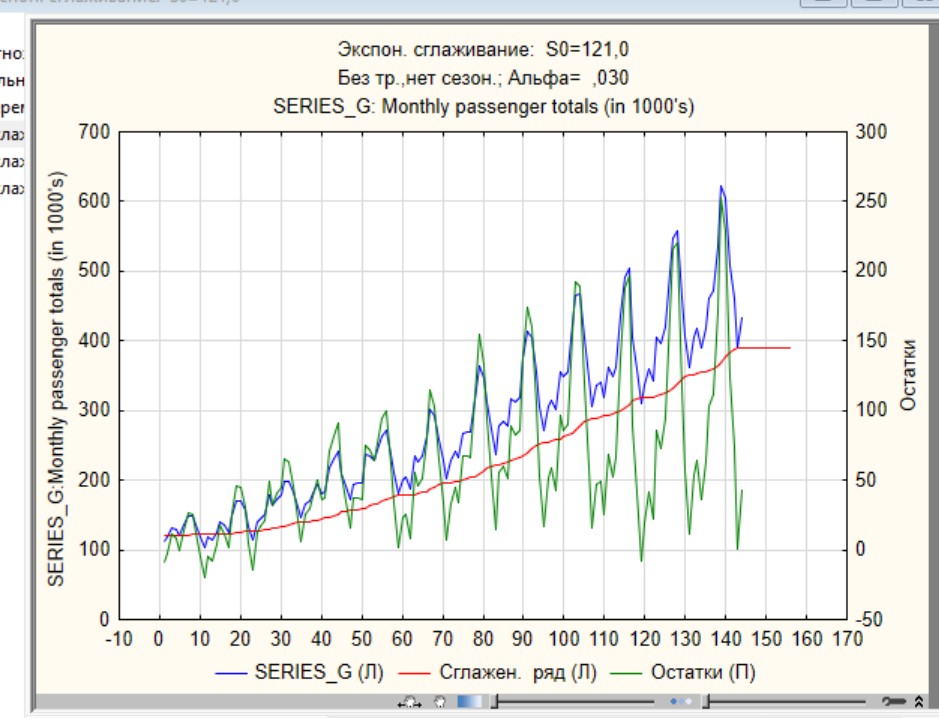 Экспон. сглаживание: S0=121,0
Без тр.,нет сезон.; Альфа= ,030
SERIES_G: Monthly passenger totals (in 1000's)
SERIES_G:Monthly passenger totals (in 1000's)
700
600
500
400
300
200
100
0
300
250
200
150
100
50
0
-50
Остатки
-10 0 10 20 30 40 50 60 70 80 90 100 110 120 130 140 150 160 170
SERIES_G (Л) Сглажен. ряд (Л) Остатки (П)